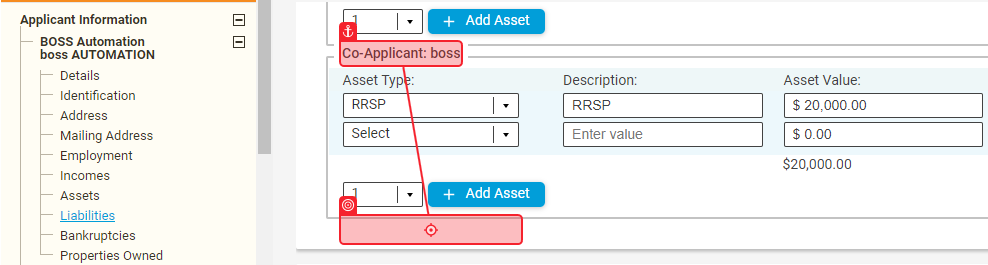 Applicant Information
BOSS Automation
boss AUTOMATION
Details
Identification
Address
Mailing Address
Employment
Incomes
Assets
Liabilities
Bankruptcies
Properties Owned
1
+ Add Asset
Co-Applicant: boss
Asset Type: Description: Asset Value:
RRSP RRSP $ 20,000.00
Select Enter value $ 0.00
$20,000.00
1 + Add Asset